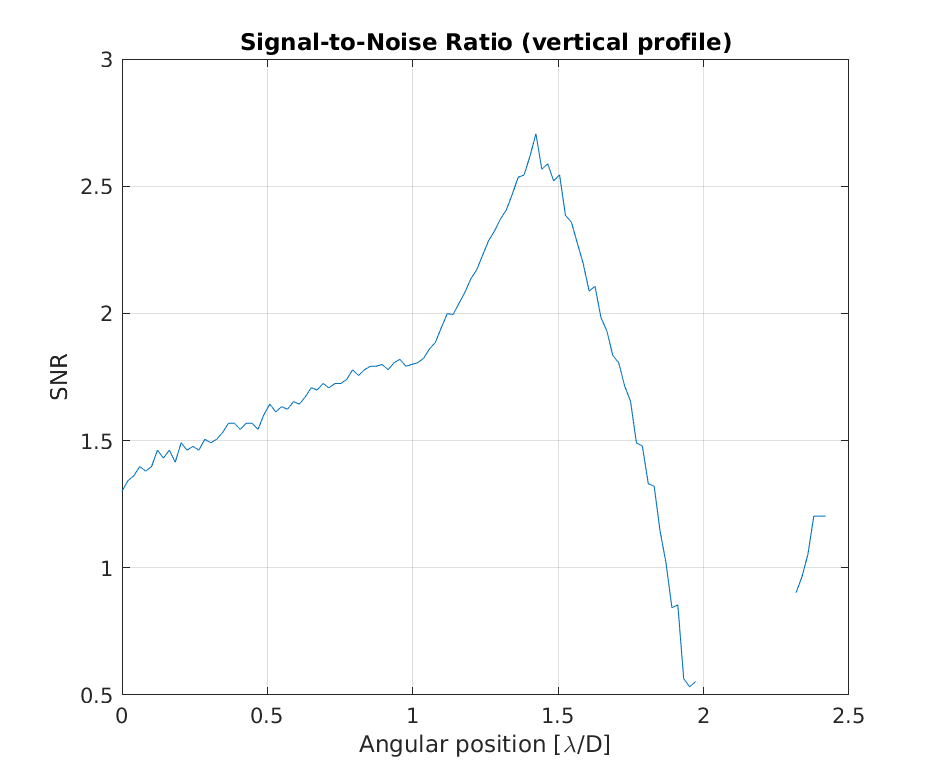 Signal-to-Noise Ratio (vertical profile)
3
2.5
2
1.5
1
0.5
SNR
0 0.5 1 1.5 2 2.5
Angular position [λ/D]